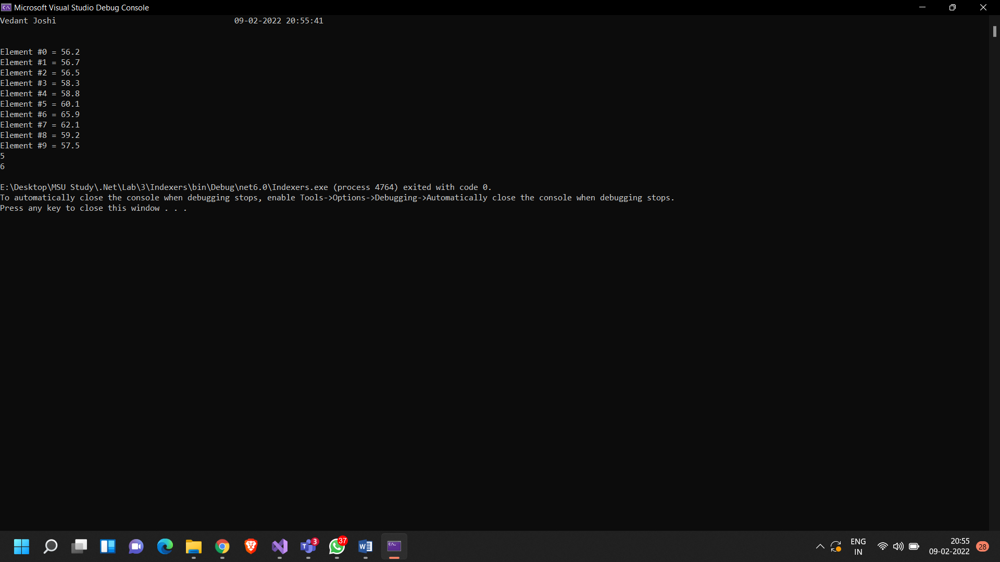 Microsoft Visual Studio Debug Console
Vedant Joshi 09-02-2022 20:55:41
Element #0 = 56.2
Element #1 = 56.7
Element #2 = 56.5
Element #3 = 58.3
Element #4 = 58.8
Element #5 = 60.1
Element #6 = 65.9
Element #7 = 62.1
Element #8 = 59.2
Element #9 = 57.5
5
6
E:\Desktop\MSU Study\.Net\Lab\3\Indexers\bin\Debug\net6.0\Indexers.exe (process 4764) exited with code 0.
To automatically close the console when debugging stops, enable Tools->Options->Debugging->Automatically close the console when debugging stops.
Press any key to close this window . . .
3
37
ENG
IN
20:55
09-02-2022
28